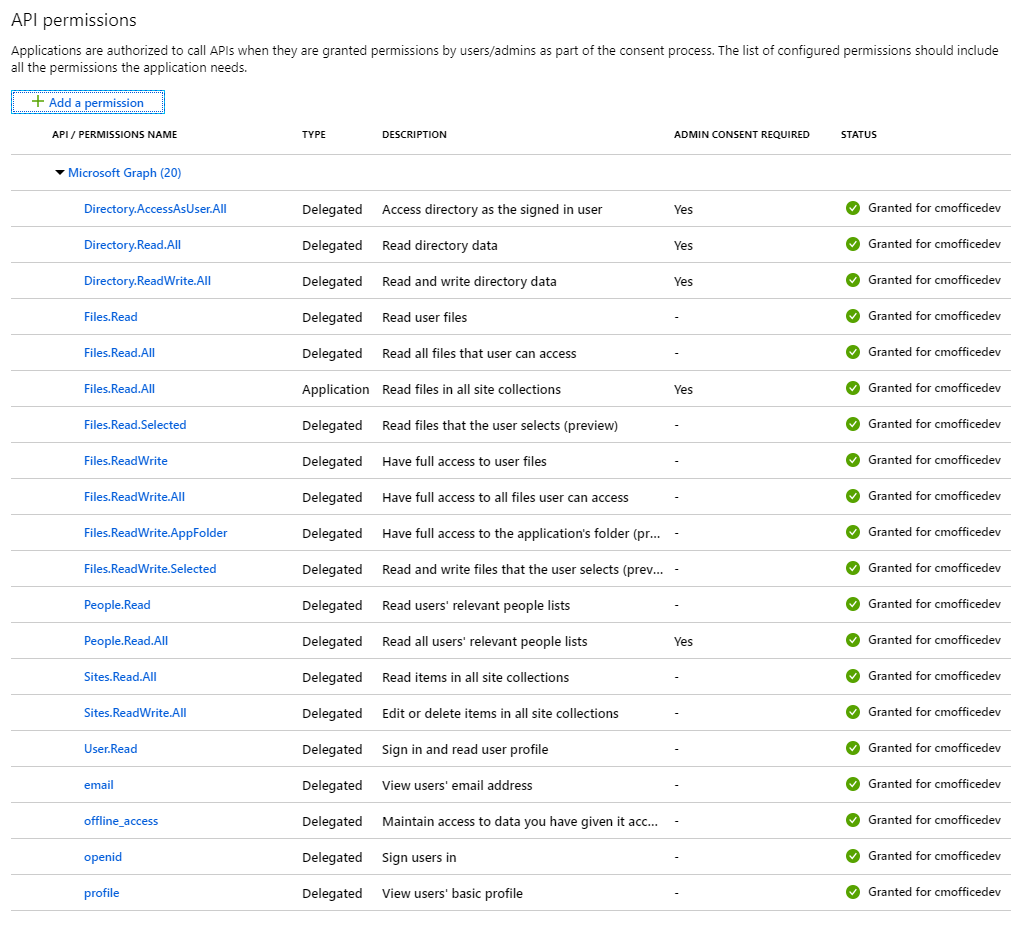 API permissions
Applications are authorized to call APIs when they are granted permissions by users/admins as part of the consent process. The list of configured permissions should include
all the permissions the application needs.
+ Add a permission
API / PERMISSIONS NAME TYPE DESCRIPTION ADMIN CONSENT REQUIRED STATUS
Microsoft Graph (20)
Directory.AccessAsUser.All Delegated Access directory as the signed in user Yes Granted for cmofficedev
Directory.Read.All Delegated Read directory data Yes Granted for cmofficedev
Directory.ReadWrite.All Delegated Read and write directory data Yes Granted for cmofficedev
Files.Read Delegated Read user files - Granted for cmofficedev
Files.Read.All Delegated Read all files that user can access - Granted for cmofficedev
Files.Read.All Application Read files in all site collections Yes Granted for cmofficedev
Files.Read.Selected Delegated Read files that the user selects (preview) - Granted for cmofficedev
Files.ReadWrite Delegated Have full access to user files - Granted for cmofficedev
Files.ReadWrite.All Delegated Have full access to all files user can access - Granted for cmofficedev
Files.ReadWrite.AppFolder Delegated Have full access to the application's folder (pr... - Granted for cmofficedev
Files.ReadWrite.Selected Delegated Read and write files that the user selects (prev... - Granted for cmofficedev
People.Read Delegated Read users' relevant people lists - Granted for cmofficedev
People.Read.All Delegated Read all users' relevant people lists Yes Granted for cmofficedev
Sites.Read.All Delegated Read items in all site collections - Granted for cmofficedev
Sites.ReadWrite.All Delegated Edit or delete items in all site collections - Granted for cmofficedev
User.Read Delegated Sign in and read user profile - Granted for cmofficedev
email Delegated View users' email address - Granted for cmofficedev
offline_access Delegated Maintain access to data you have given it acc... - Granted for cmofficedev
openid Delegated Sign users in - Granted for cmofficedev
profile Delegated View users' basic profile - Granted for cmofficedev